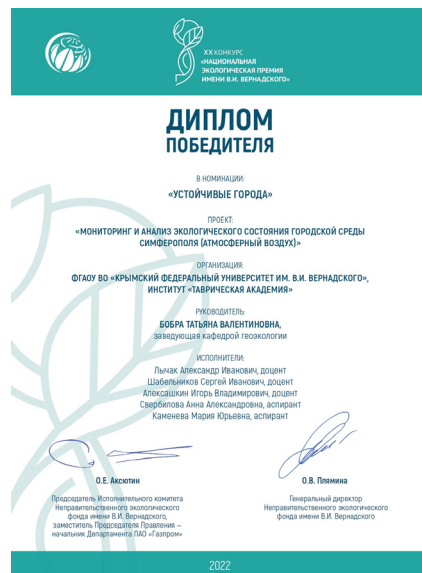 XX КОНКУРС
«НАЦИОНАЛЬНАЯ
ЭКОЛОГИЧЕСКАЯ ПРЕМИЯ
ИМЕНИ В.И. ВЕРНАДСКОГО»
ДИПЛОМ
ПОБЕДИТЕЛЯ
В НОМИНАЦИИ:
«УСТОЙЧИВЫЕ ГОРОДА»
ПРОЕКТ:
«МОНИТОРИНГ И АНАЛИЗ ЭКОЛОГИЧЕСКОГО СОСТОЯНИЯ ГОРОДСКОЙ СРЕДЫ
СИМФЕРОПОЛЯ (АТМОСФЕРНЫЙ ВОЗДУХ)»
ОРГАНИЗАЦИЯ:
ФГАОУ ВО «КРЫМСКИЙ ФЕДЕРАЛЬНЫЙ УНИВЕРСИТЕТ ИМ. В.И. ВЕРНАДСКОГО»,
ИНСТИТУТ «ТАВРИЧЕСКАЯ АКАДЕМИЯ»
РУКОВОДИТЕЛЬ:
БОБРА ТАТЬЯНА ВАЛЕНТИНОВНА,
заведующая кафедрой геоэкологии
ИСПОЛНИТЕЛИ:
Лычак Александр Иванович, доцент
Шабельников Сергей Иванович, доцент
Алексашкин Игорь Владимирович, доцент
Свербилова Анна Александровна, аспирант
Каменева Мария Юрьевна, аспирант
О.Е. Аксютин
Председатель Исполнительного комитета
Неправительственного экологического
фонда имени В.И. Вернадского,
заместитель Председателя Правления –
начальник Департамента ПАО «Газпром»
О.В. Плямина
Генеральный директор
Неправительственного экологического
фонда имени В.И. Вернадского
2022